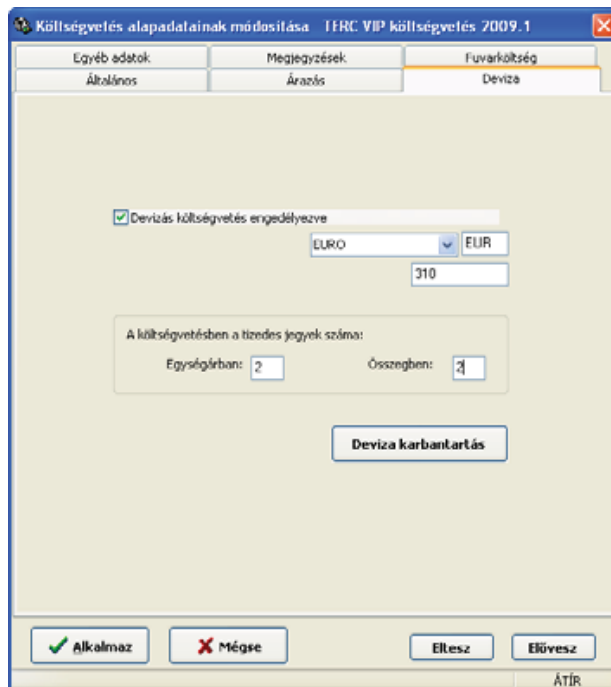 Költségvetés alapadatainak módosítása TERC VIP költségvetés 2009.1
Egyéb adatok Megjegyzések Fuvarköltség
Általános Árazás Deviza
Devizás költségvetés engedélyezve
EURO EUR
310
A költségvetésben a tizedes jegyek száma:
Egységárban: 2 Összegben: 2
Deviza karbantartás
Alkalmaz Mégse Eltesz Elővesz
ÁTÍR